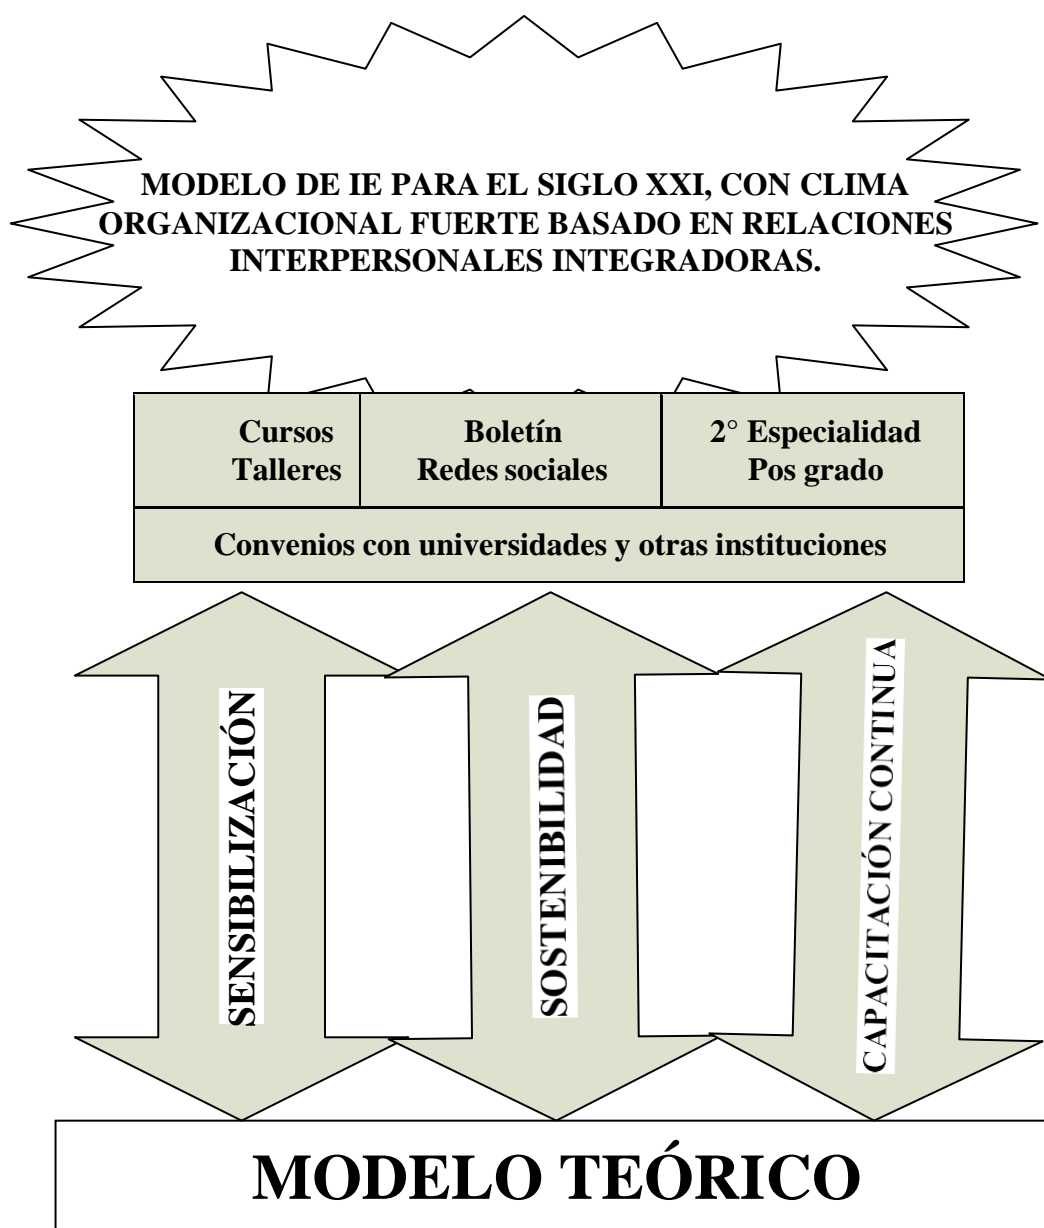 MODELO DE IE PARA EL SIGLO XXI, CON CLIMA
ORGANIZACIONAL FUERTE BASADO EN RELACIONES
INTERPERSONALES INTEGRADORAS.
Cursos
Talleres
Boletín
Redes sociales
2° Especialidad
Pos grado
Convenios con universidades y otras instituciones
SENSIBILIZACIÓN
SOSTENIBILIDAD
CAPACITACIÓN CONTINUA
MODELO TEÓRICO